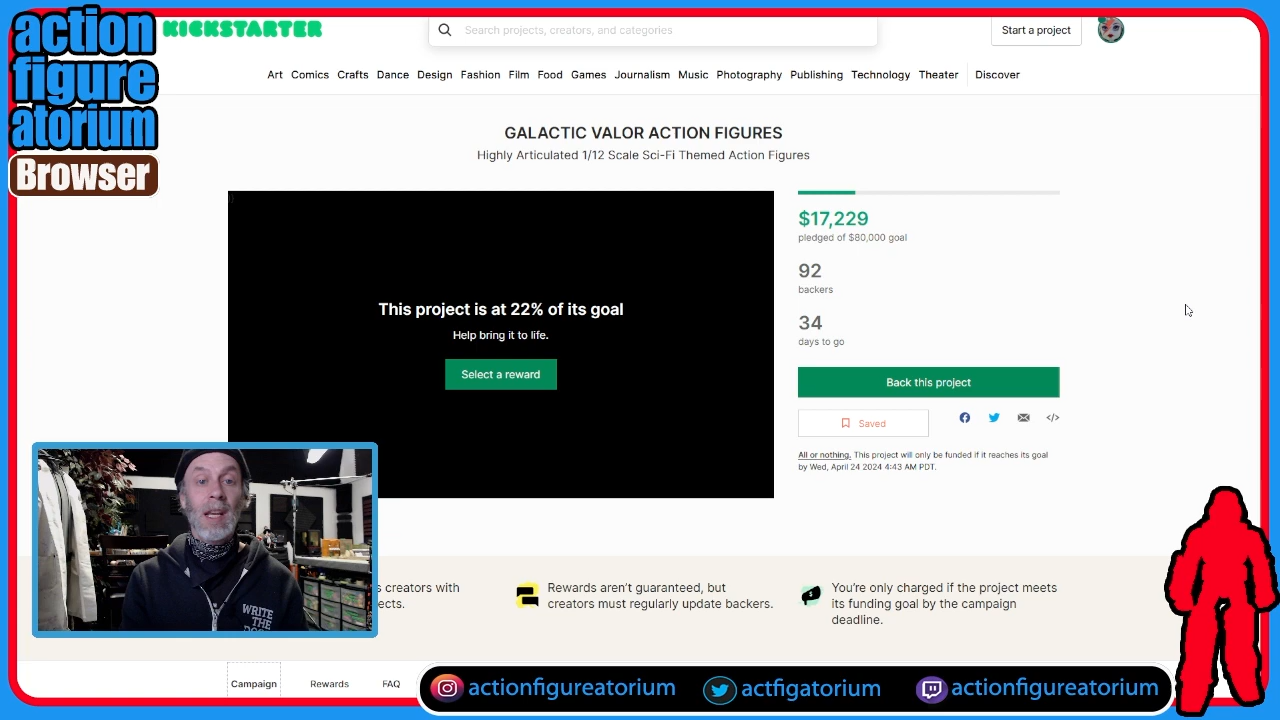 action
figure
atorium
Browser
KICKSTARTER
Search projects, creators, and categories
Start a project
Art Comics Crafts Dance Design Fashion Film Food Games Journalism Music Photography Publishing Technology Theater Discover
GALACTIC VALOR ACTION FIGURES
Highly Articulated 1/12 Scale Sci-Fi Themed Action Figures
This project is at 22% of its goal
Help bring it to life.
Select a reward
$17,229
pledged of $80,000 goal
92
backers
34
days to go
Back this project
Saved
All or nothing. This project will only be funded if it reaches its goal
by Wed, April 24 2024 4:43 AM PDT.
WRITE
THE
s creators with
ects.
Rewards aren't guaranteed, but
creators must regularly update backers.
You're only charged if the project meets
its funding goal by the campaign
deadline.
Campaign Rewards FAQ
actionfigureatorium actfigatorium actionfigureatorium